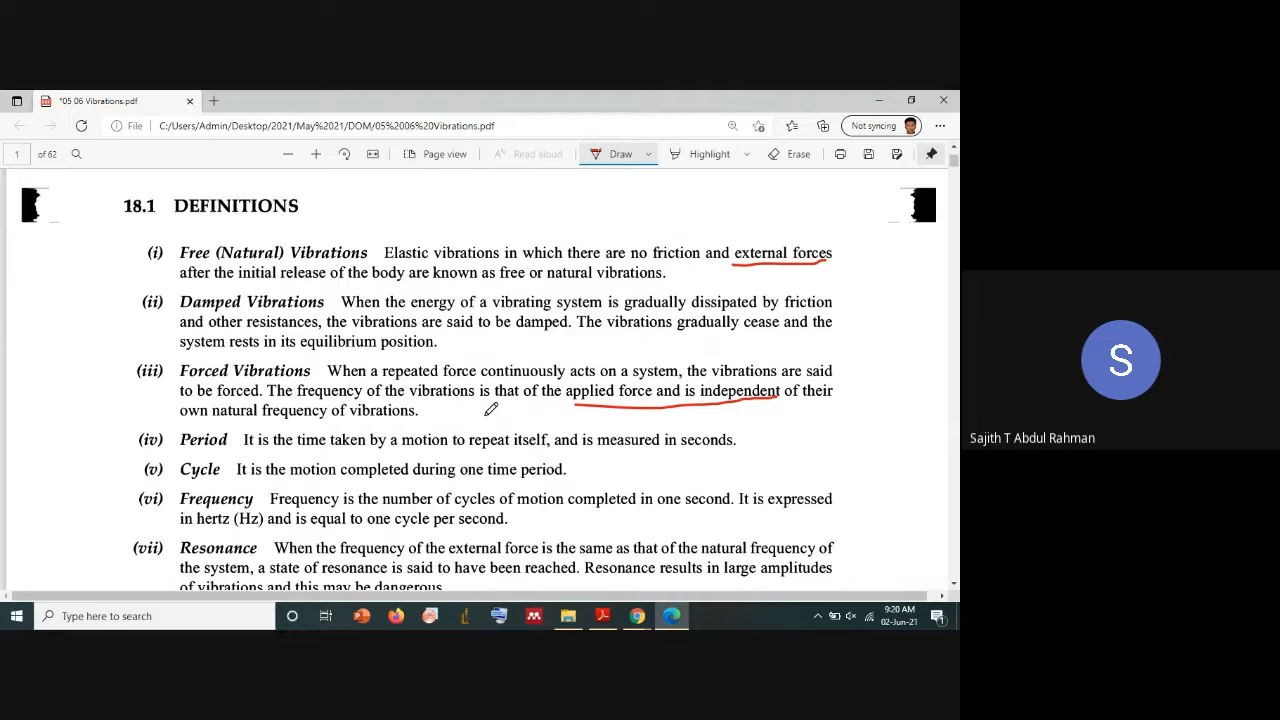 *05 06 Vibrations.pdf
File C:/Users/Admin/Desktop/2021/May%2021/DOM/05%2006%20Vibrations.pdf Not syncing
1 of 62 Page view Read aloud Draw Highlight Erase
18.1 DEFINITIONS
(i) Free (Natural) Vibrations Elastic vibrations in which there are no friction and external forces
after the initial release of the body are known as free or natural vibrations.
(ii) Damped Vibrations When the energy of a vibrating system is gradually dissipated by friction
and other resistances, the vibrations are said to be damped. The vibrations gradually cease and the
system rests in its equilibrium position.
(iii) Forced Vibrations When a repeated force continuously acts on a system, the vibrations are said
to be forced. The frequency of the vibrations is that of the applied force and is independent of their
own natural frequency of vibrations.
(iv) Period It is the time taken by a motion to repeat itself, and is measured in seconds.
(v) Cycle It is the motion completed during one time period.
(vi) Frequency Frequency is the number of cycles of motion completed in one second. It is expressed
in hertz (Hz) and is equal to one cycle per second.
(vii) Resonance When the frequency of the external force is the same as that of the natural frequency of
the system, a state of resonance is said to have been reached. Resonance results in large amplitudes
of vibrations and this may be dangerous.
S
Sajith T Abdul Rahman
Type here to search
9:20 AM
02-Jun-21
1